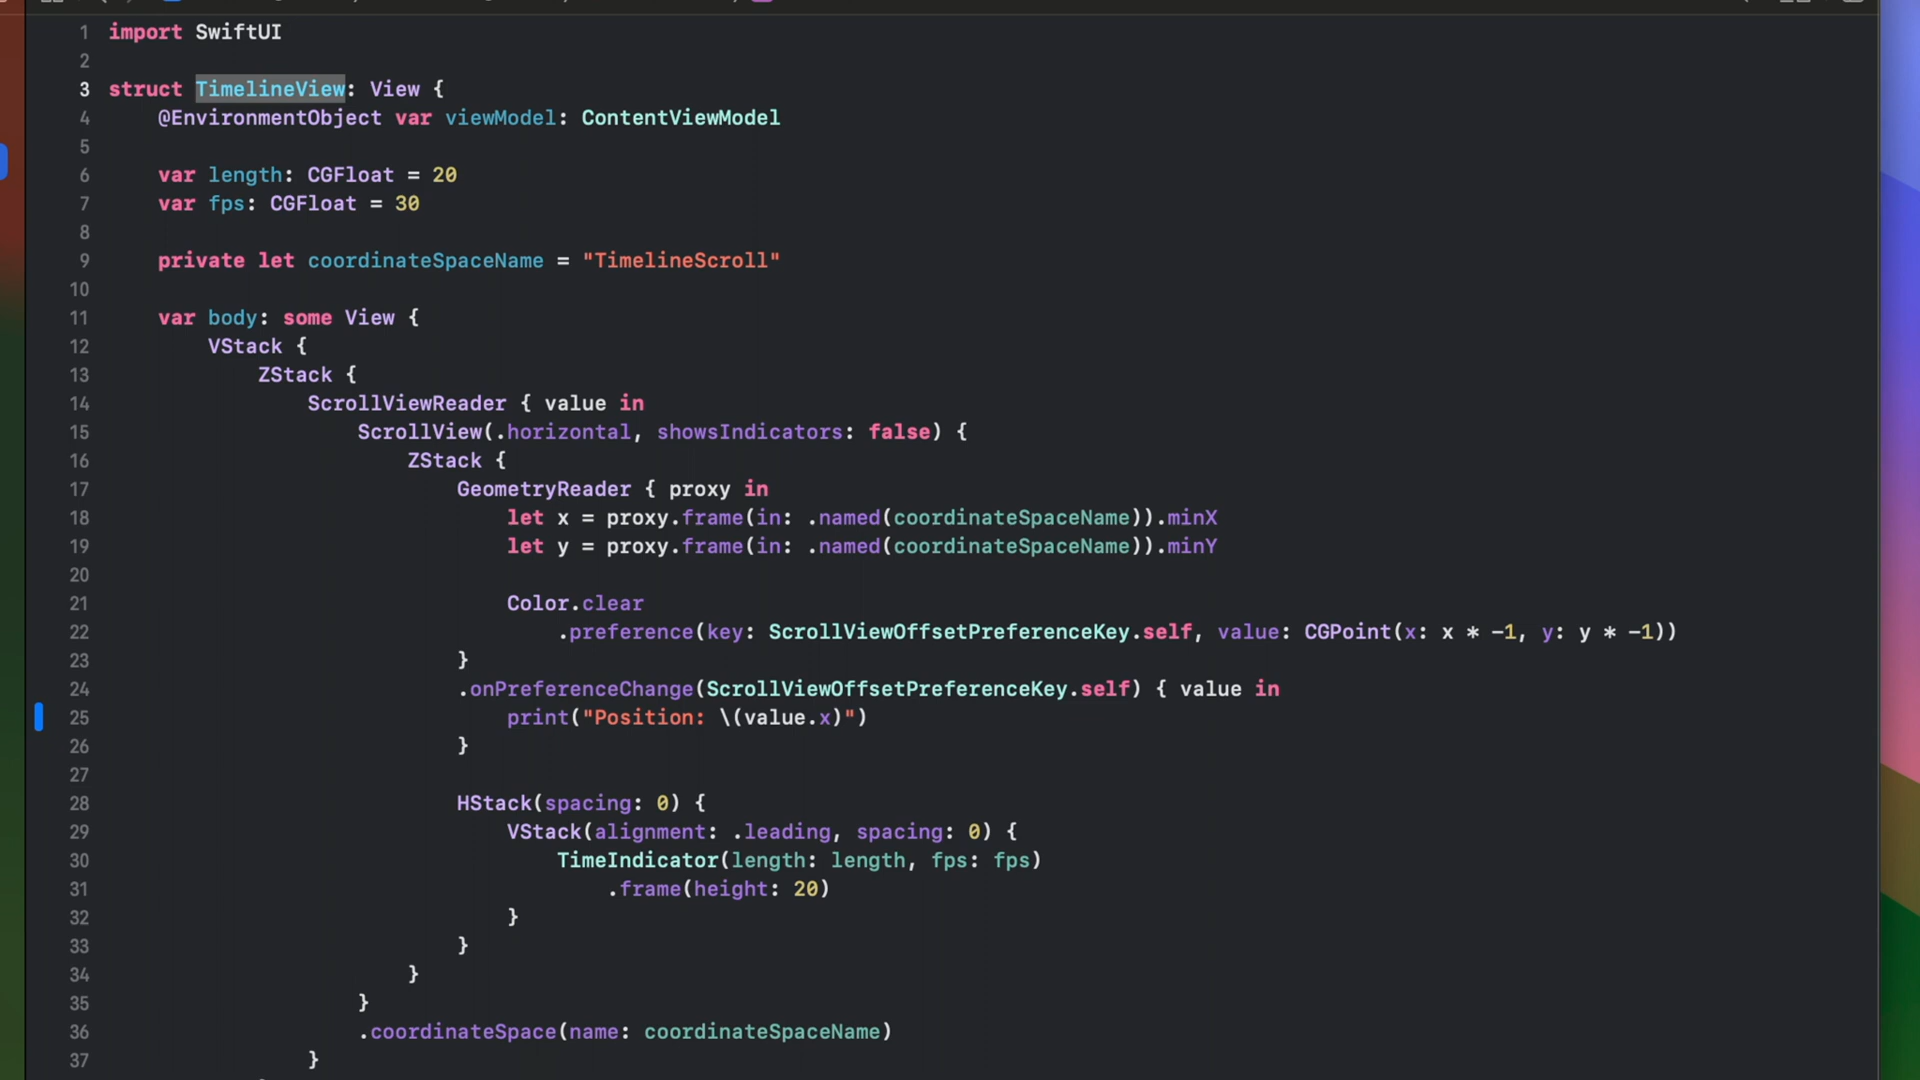 1 import SwiftUI
2
3 struct TimelineView: View {
4 @EnvironmentObject var viewModel: ContentViewModel
5
6 var length: CGFloat = 20
7 var fps: CGFloat = 30
8
9 private let coordinateSpaceName = "TimelineScroll"
10
11 var body: some View {
12 VStack {
13 ZStack {
14 ScrollViewReader { value in
15 ScrollView(.horizontal, showsIndicators: false) {
16 ZStack {
17 GeometryReader { proxy in
18 let x = proxy.frame(in: .named(coordinateSpaceName)).minX
19 let y = proxy.frame(in: .named(coordinateSpaceName)).minY
20
21 Color.clear
22 .preference(key: ScrollViewOffsetPreferenceKey.self, value: CGPoint(x: x * -1, y: y * -1))
23 }
24 .onPreferenceChange(ScrollViewOffsetPreferenceKey.self) { value in
25 print("Position: \(value.x)")
26 }
27
28 HStack(spacing: 0) {
29 VStack(alignment: .leading, spacing: 0) {
30 TimeIndicator(length: length, fps: fps)
31 .frame(height: 20)
32 }
33 }
34 }
35 }
36 .coordinateSpace(name: coordinateSpaceName)
37 }